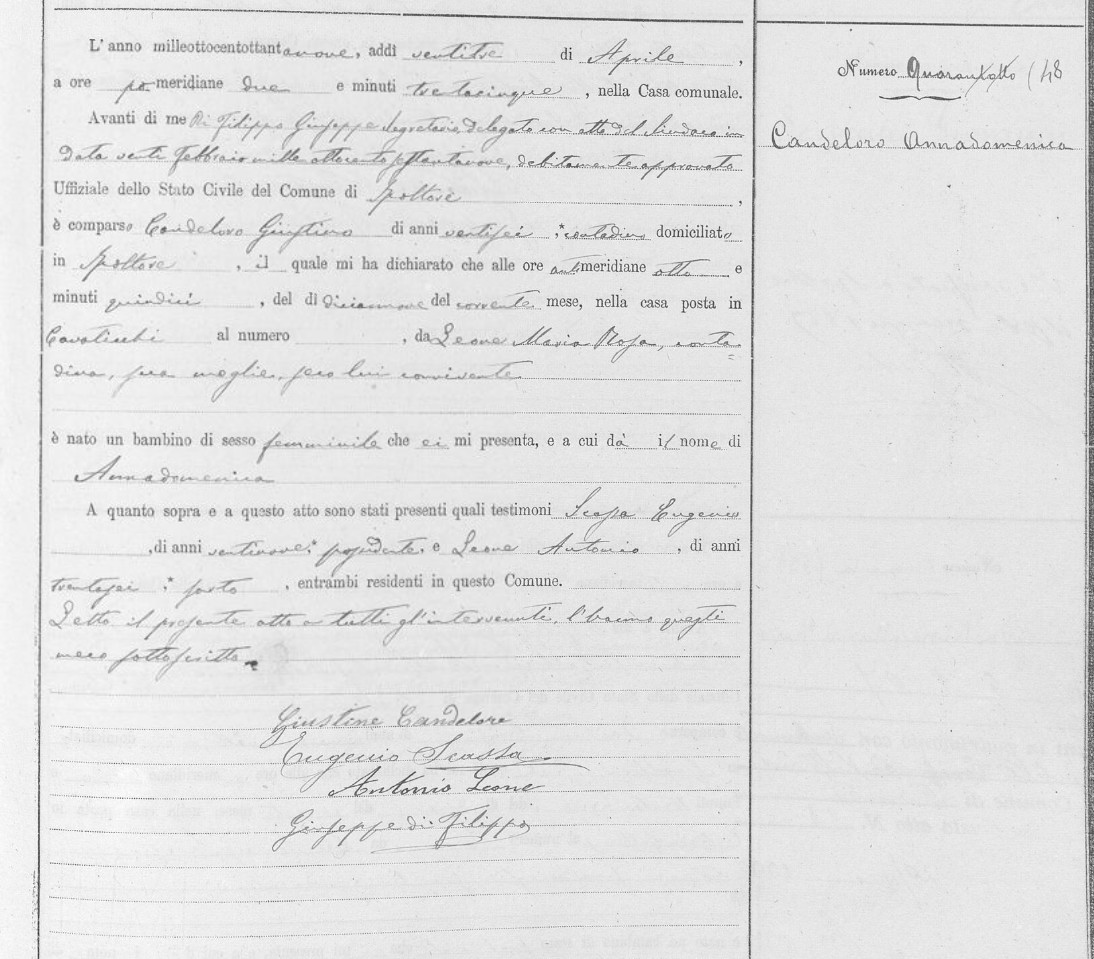 L'anno milleottocentottantanove, addì ventitre di Aprile,
a ore po meridiane due e minuti trentacinque, nella Casa comunale.
Avanti di me Di Filippo Giuseppe Segretario delegato con atto del Sindaco in
data venti Febbraio mille ottocento ottantanove, debitamente approvato
Uffiziale dello Stato Civile del Comune di Spoltore,
è comparso Candeloro Giustino di anni ventisei, contadino domiciliato
in Spoltore, il quale mi ha dichiarato che alle ore antimeridiane otto e
minuti quindici, del dì diciannove del corrente mese, nella casa posta in
Cavaticchi al numero , da Leone Maria Rosa, conta=
dina, sua moglie, seco lui convivente
è nato un bambino di sesso femminile che ei mi presenta, e a cui dà il nome di
Annadomenica
A quanto sopra e a questo atto sono stati presenti quali testimoni Scassa Eugenio
, di anni ventinove, possidente, e Leone Antonio, di anni
trentasei, sarto, entrambi residenti in questo Comune.
Letto il presente atto a tutti gl'intervenuti, l'hanno questi
meco sottoscritto.
Giustino Candeloro
Eugenio Scassa
Antonio Leone
Giuseppe di Filippo
Numero Quarantotto (48
Candeloro Annadomenica